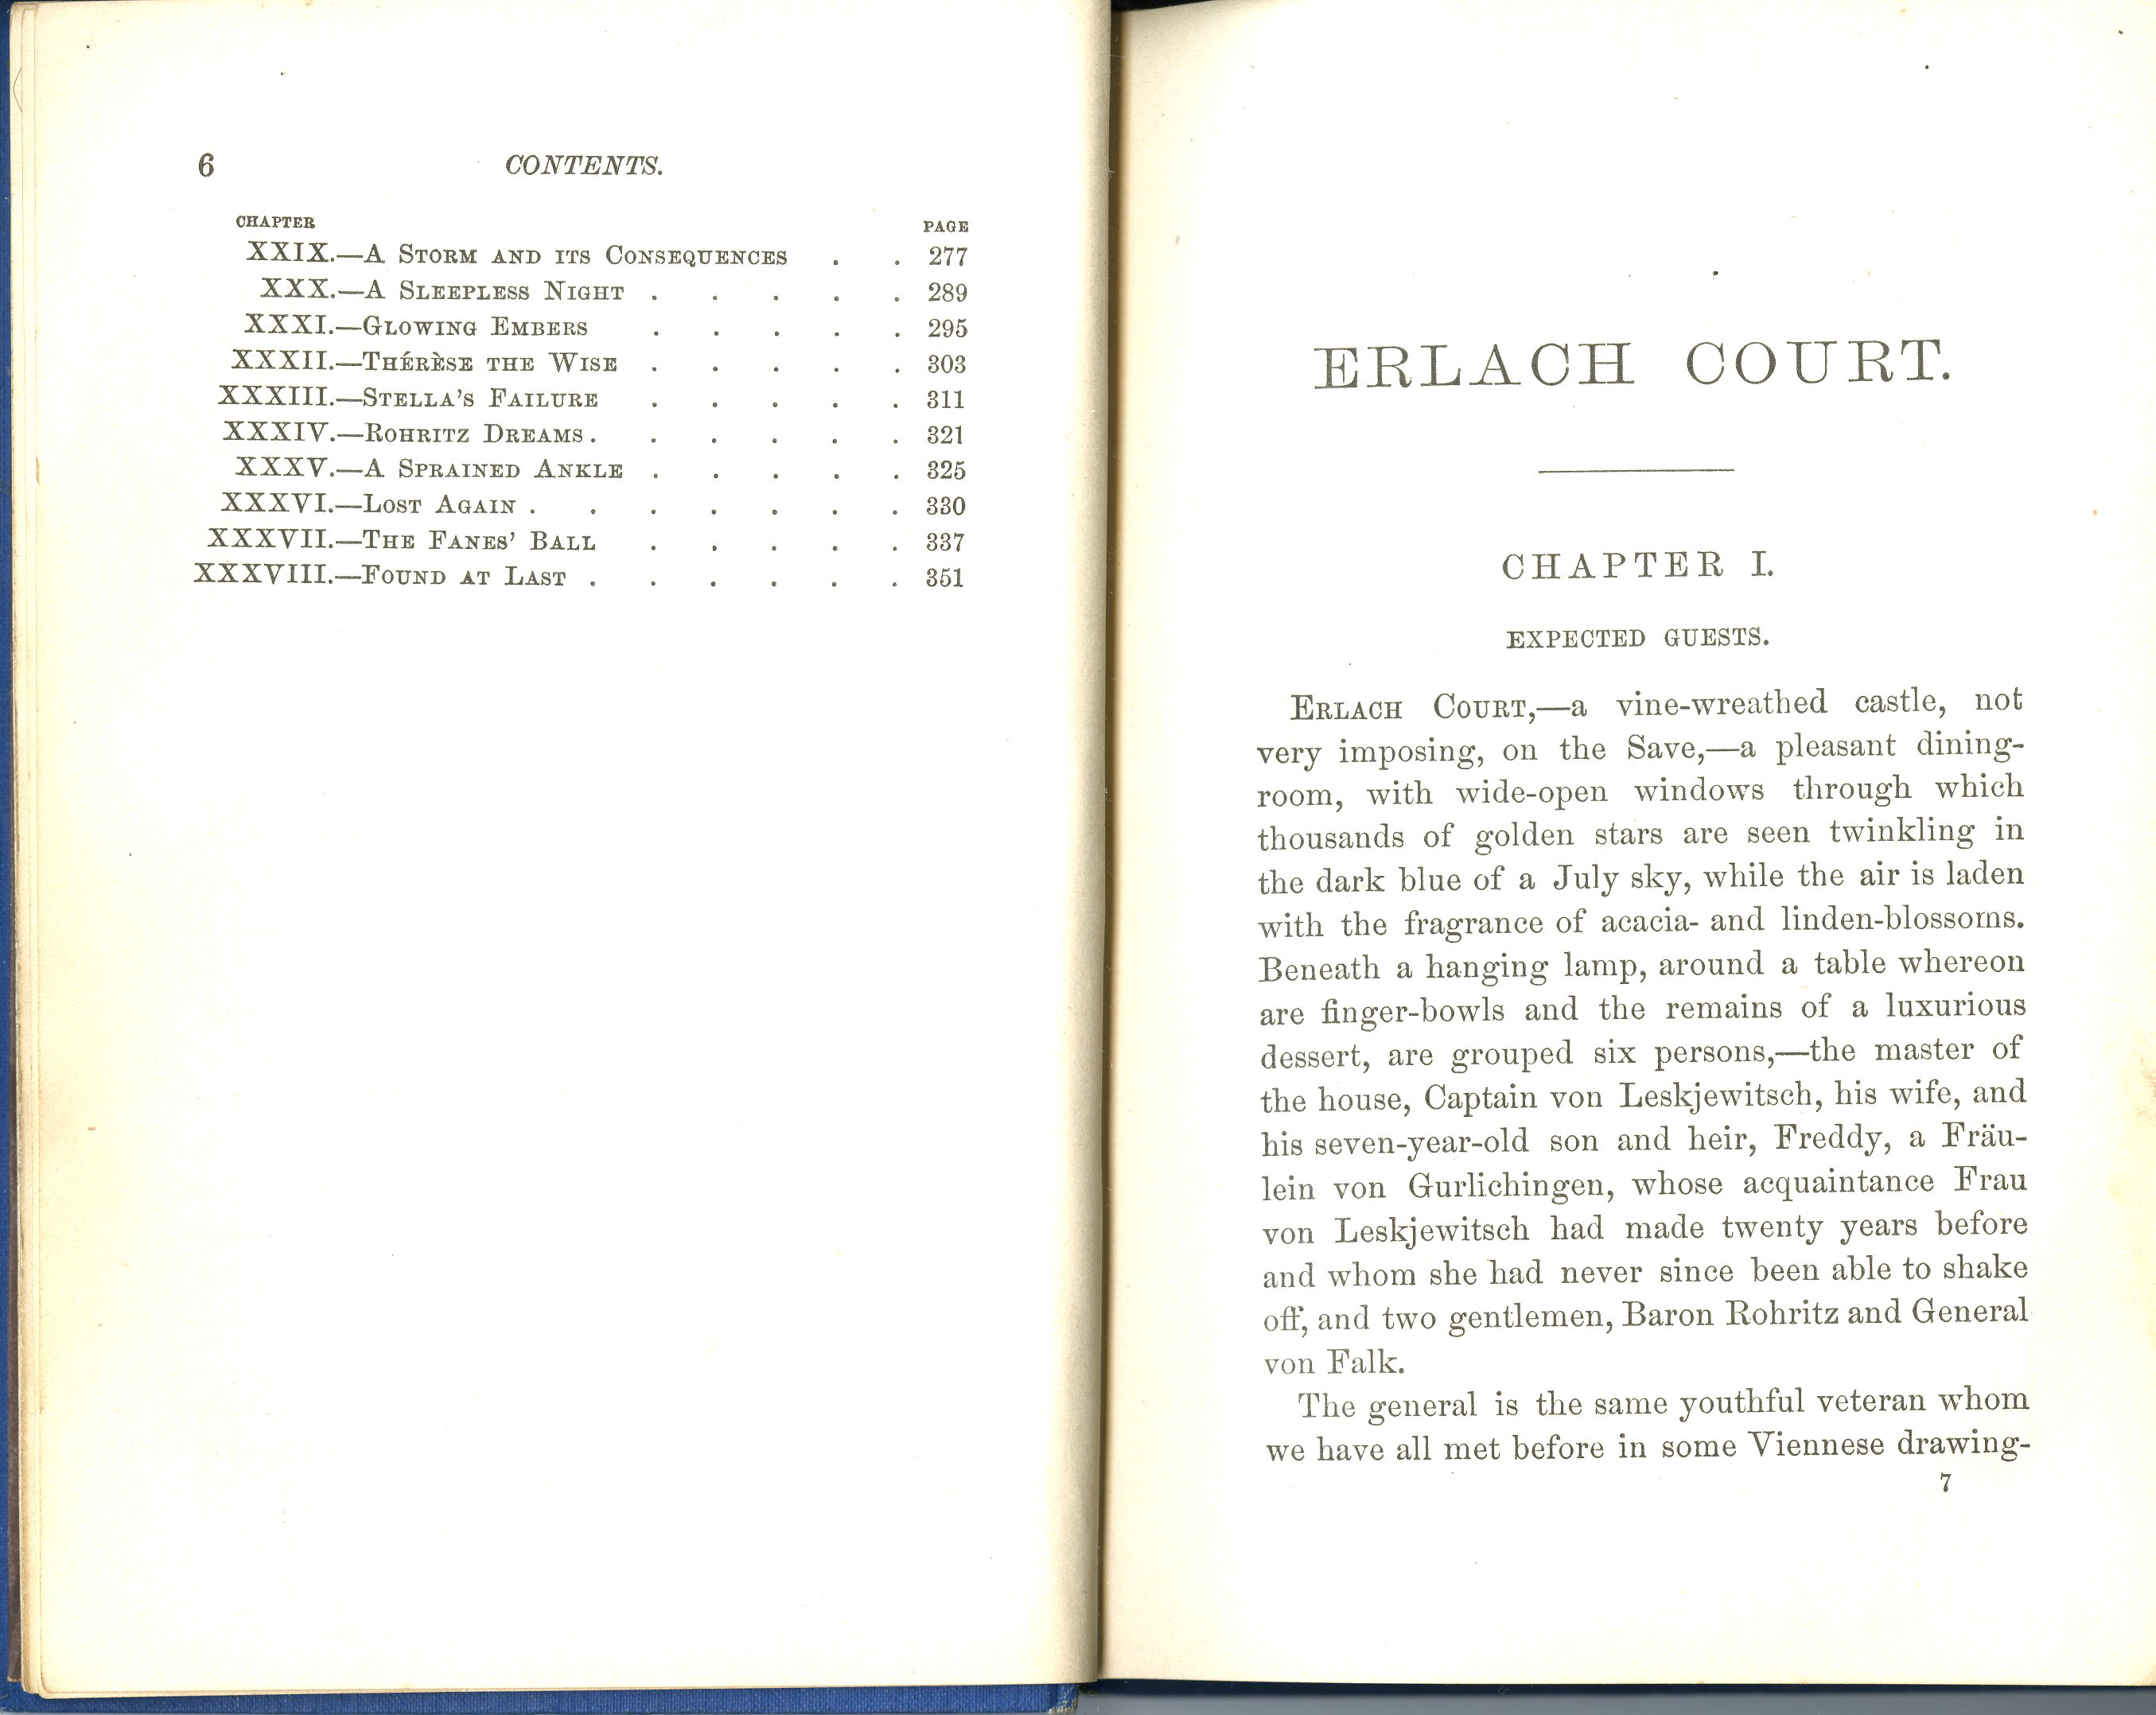 6 CONTENTS.
CHAPTER PAGE
XXIX.—A Storm and its Consequences . . 277
XXX.—A Sleepless Night . . . . . 289
XXXI.—Glowing Embers . . . . . 295
XXXII.—Thérèse the Wise . . . . . 303
XXXIII.—Stella's Failure . . . . . 311
XXXIV.—Rohritz Dreams . . . . . . 321
XXXV.—A Sprained Ankle . . . . . 325
XXXVI.—Lost Again . . . . . . . 330
XXXVII.—The Fanes' Ball . . . . . 337
XXXVIII.—Found at Last . . . . . . 351
ERLACH COURT.
CHAPTER I.
EXPECTED GUESTS.
Erlach Court,—a vine-wreathed castle, not
very imposing, on the Save,—a pleasant dining-
room, with wide-open windows through which
thousands of golden stars are seen twinkling in
the dark blue of a July sky, while the air is laden
with the fragrance of acacia- and linden-blossoms.
Beneath a hanging lamp, around a table whereon
are finger-bowls and the remains of a luxurious
dessert, are grouped six persons,—the master of
the house, Captain von Leskjewitsch, his wife, and
his seven-year-old son and heir, Freddy, a Fräu-
lein von Gurlichingen, whose acquaintance Frau
von Leskjewitsch had made twenty years before
and whom she had never since been able to shake
off, and two gentlemen, Baron Rohritz and General
von Falk.
The general is the same youthful veteran whom
we have all met before in some Viennese drawing-
7